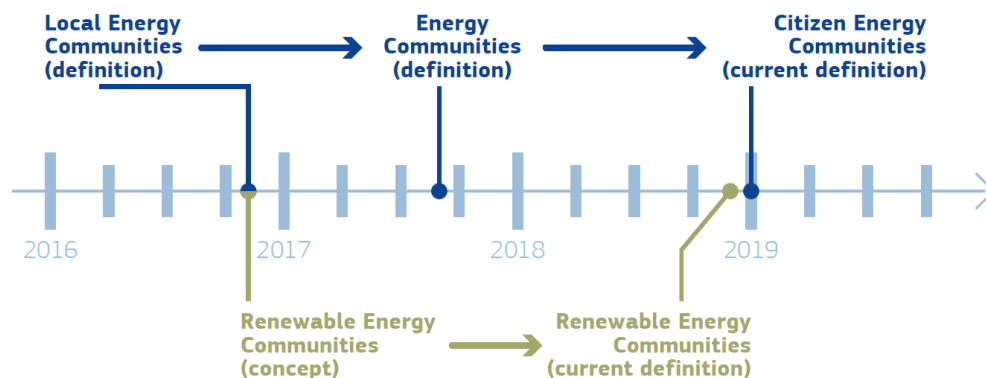 Local Energy
Communities
(definition)
Energy
Communities
(definition)
Citizen Energy
Communities
(current definition)
2016
2017
2018
2019
Renewable Energy
Communities
(concept)
Renewable Energy
Communities
(current definition)